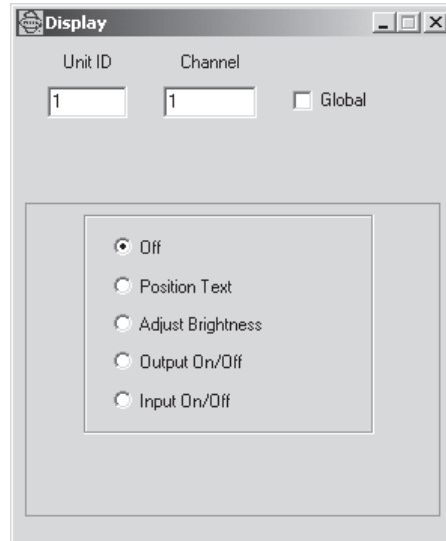 Display
Unit ID Channel
1 1 Global
Off
Position Text
Adjust Brightness
Output On/Off
Input On/Off